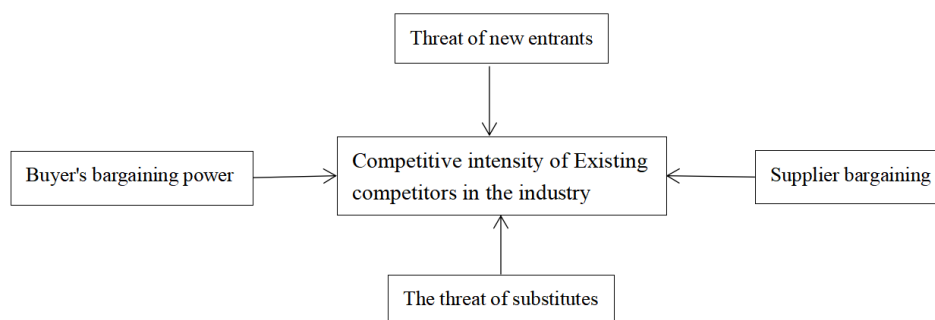 Threat of new entrants
Buyer's bargaining power
Competitive intensity of Existing
competitors in the industry
Supplier bargaining
The threat of substitutes